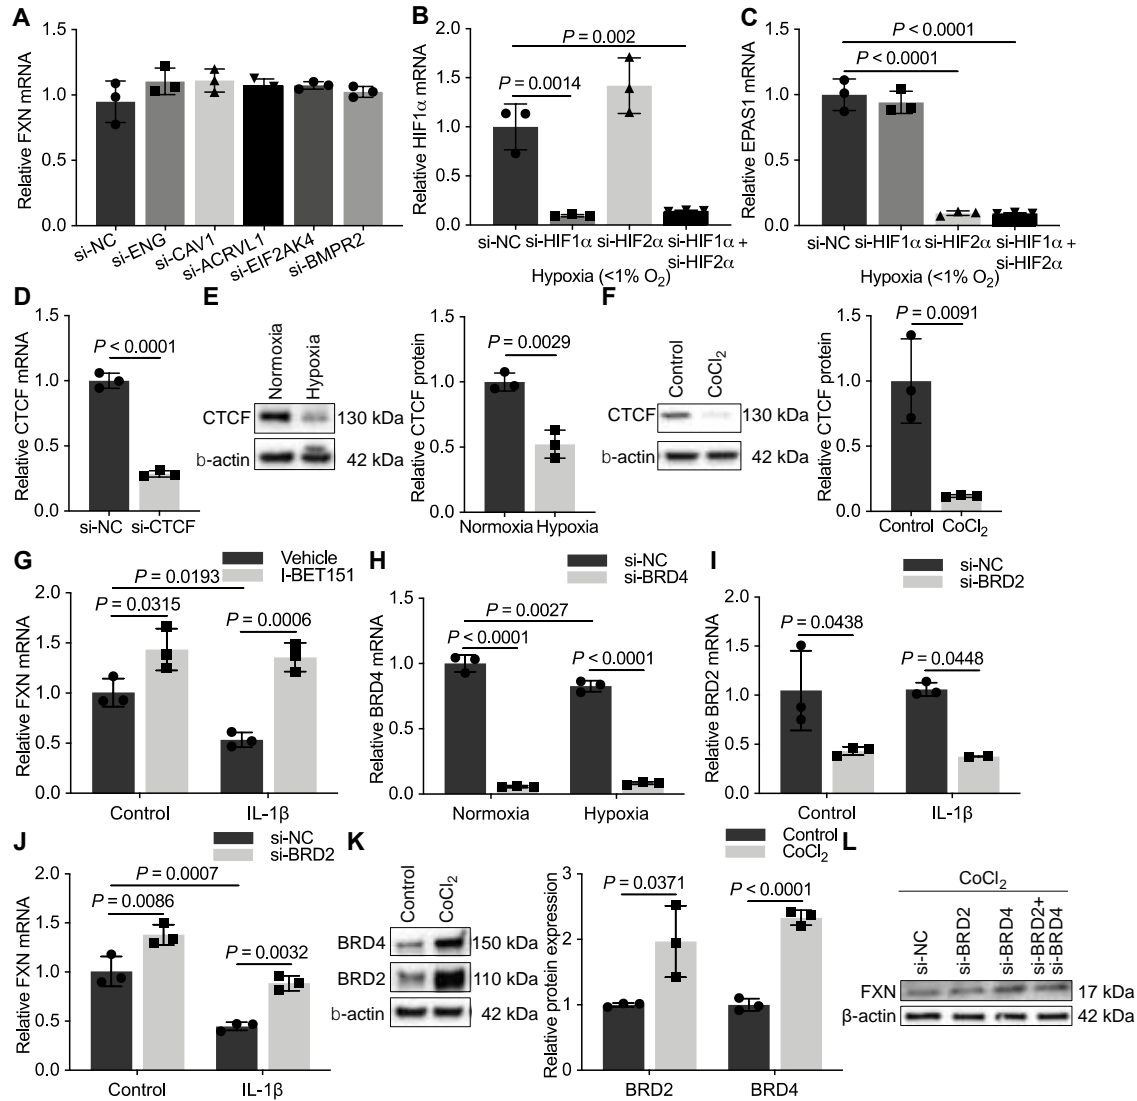 A
Relative FXN mRNA
1.5
1.0
0.5
0.0
si-NC
si-ENG
si-CAV1
si-ACRVL1
si-EIF2AK4
si-BMPR2
B
Relative HIF1α mRNA
2.0
1.5
1.0
0.5
0.0
P = 0.002
P = 0.0014
si-NC
si-HIF1α
si-HIF2α
si-HIF1α +
si-HIF2α
Hypoxia (<1% O2)
C
Relative EPAS1 mRNA
1.5
1.0
0.5
0.0
P < 0.0001
P < 0.0001
si-NC
si-HIF1α
si-HIF2α
si-HIF1α +
si-HIF2α
Hypoxia (<1% O2)
D
Relative CTCF mRNA
1.5
1.0
0.5
0.0
P < 0.0001
si-NC
si-CTCF
E
Normoxia
Hypoxia
CTCF
130 kDa
b-actin
42 kDa
Relative CTCF protein
1.5
1.0
0.5
0.0
P = 0.0029
Normoxia
Hypoxia
F
Control
CoCl2
CTCF
130 kDa
b-actin
42 kDa
Relative CTCF protein
1.5
1.0
0.5
0.0
P = 0.0091
Control
CoCl2
G
Vehicle
I-BET151
Relative FXN mRNA
2.0
1.5
1.0
0.5
0.0
P = 0.0193
P = 0.0315
P = 0.0006
Control
IL-1β
H
si-NC
si-BRD4
Relative BRD4 mRNA
1.5
1.0
0.5
0.0
P = 0.0027
P < 0.0001
P < 0.0001
Normoxia
Hypoxia
I
si-NC
si-BRD2
Relative BRD2 mRNA
2.0
1.5
1.0
0.5
0.0
P = 0.0438
P = 0.0448
Control
IL-1β
J
si-NC
si-BRD2
Relative FXN mRNA
2.0
1.5
1.0
0.5
0.0
P = 0.0007
P = 0.0086
P = 0.0032
Control
IL-1β
K
Control
CoCl2
BRD4
150 kDa
BRD2
110 kDa
b-actin
42 kDa
Control
CoCl2
Relative protein expression
3
2
1
0
P = 0.0371
P < 0.0001
BRD2
BRD4
L
CoCl2
si-NC
si-BRD2
si-BRD4
si-BRD2+
si-BRD4
FXN
17 kDa
β-actin
42 kDa